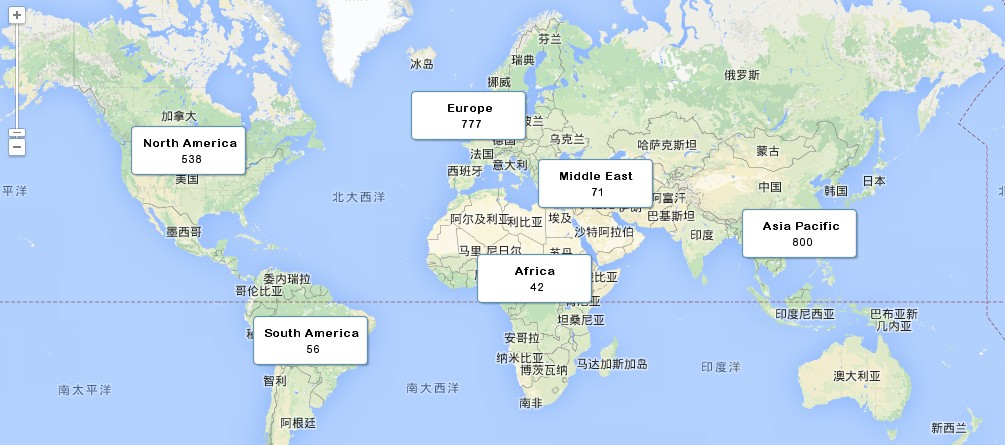 芬兰
冰岛
瑞典
俄罗斯
挪威
Europe
777
加拿大
North America
538
乌克兰
哈萨克斯坦
蒙古
法国
意大利
西班牙
Middle East
71
美国
中国
韩国
日本
平洋
北大西洋
阿富汗
巴基斯坦
阿尔及利亚
利比亚
埃及
沙特阿拉伯
印度
Asia Pacific
800
墨西哥
马里
尼日尔
Africa
42
委内瑞拉
哥伦比亚
坦桑尼亚
印度尼西亚
巴布亚新
几内亚
South America
56
安哥拉
纳米比亚
博茨瓦纳
马达加斯加岛
印度洋
智利
南太平洋
南大西洋
澳大利亚
南非
阿根廷
新西兰